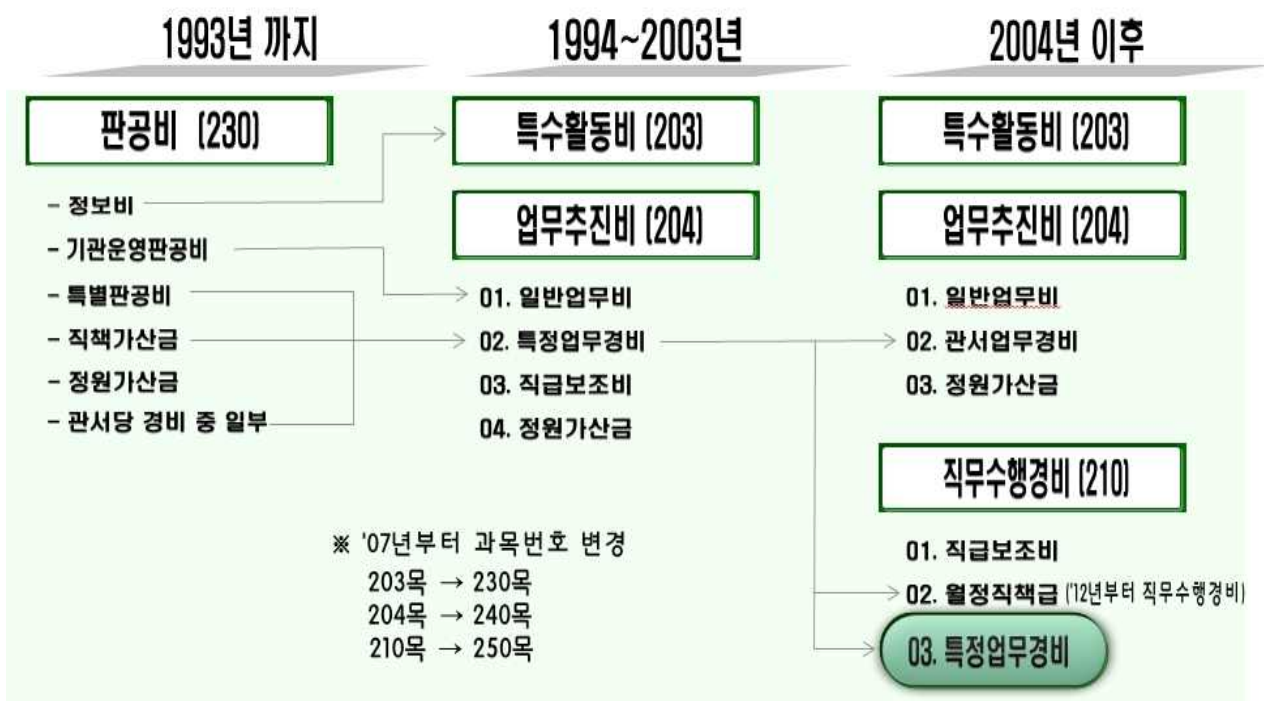 1993년 까지
1994~2003년
2004년 이후
판공비 (230)
- 정보비
- 기관운영판공비
- 특별판공비
- 직책가산금
- 정원가산금
- 관서당 경비 중 일부
특수활동비 (203)
업무추진비 (204)
01. 일반업무비
02. 특정업무경비
03. 직급보조비
04. 정원가산금
※ '07년부터 과목번호 변경
203목 → 230목
204목 → 240목
210목 → 250목
특수활동비 (203)
업무추진비 (204)
01. 일반업무비
02. 관서업무경비
03. 정원가산금
직무수행경비 (210)
01. 직급보조비
02. 월정직책급 ('12년부터 직무수행경비)
03. 특정업무경비